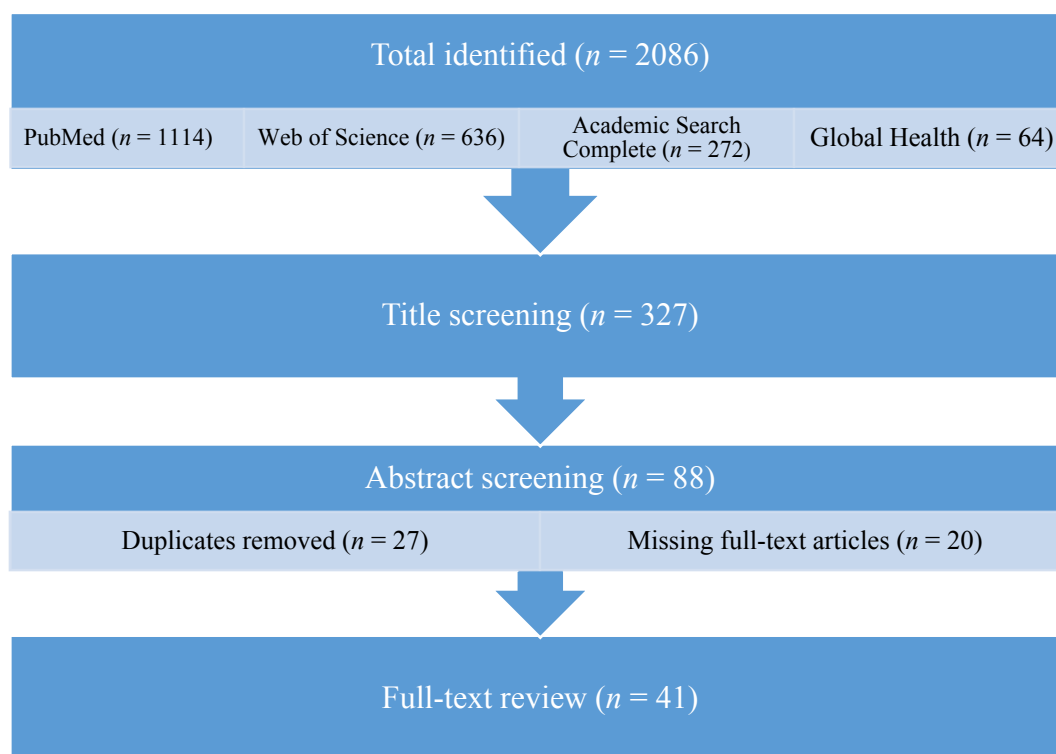 Total identified (n = 2086)
PubMed (n = 1114)
Web of Science (n = 636)
Academic Search
Complete (n = 272)
Global Health (n = 64)
Title screening (n = 327)
Abstract screening (n = 88)
Duplicates removed (n = 27)
Missing full-text articles (n = 20)
Full-text review (n = 41)